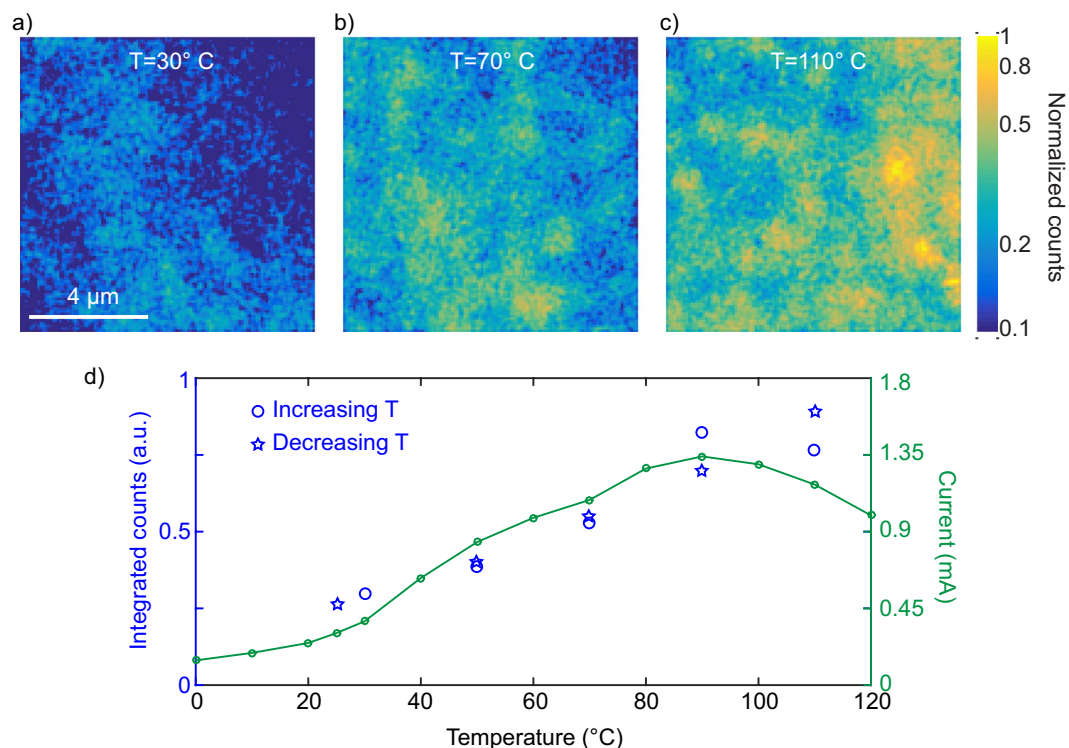 a)
b)
c)
T=30° C
T=70° C
T=110° C
4 µm
1
0.8
0.5
0.2
0.1
Normalized counts
d)
Increasing T
Decreasing T
Integrated counts (a.u.)
1
0.5
0
1.8
1.35
0.9
0.45
0
Current (mA)
0 20 40 60 80 100 120
Temperature (°C)